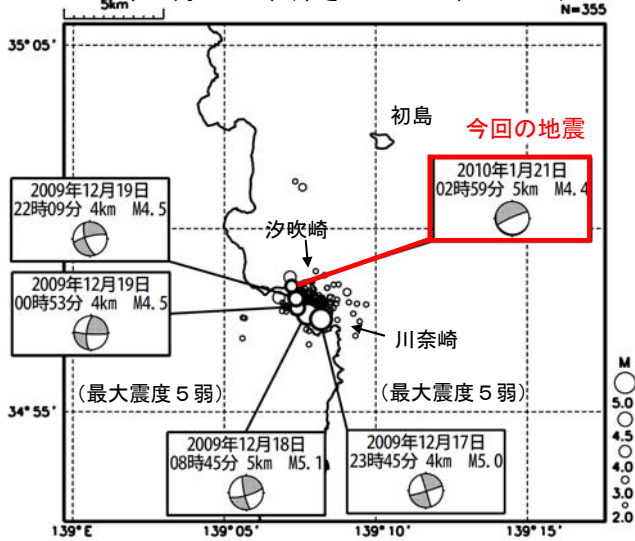 5km
N=355
35°05′
初島
今回の地震
2010年1月21日
02時59分 5km M4.4
2009年12月19日
22時09分 4km M4.5
汐吹崎
2009年12月19日
00時53分 4km M4.5
川奈崎
(最大震度5弱)
(最大震度5弱)
34°55′
2009年12月18日
08時45分 5km M5.1
2009年12月17日
23時45分 4km M5.0
M
5.0
4.5
4.0
3.0
2.0
139°E
139°05′
139°10′
139°15′